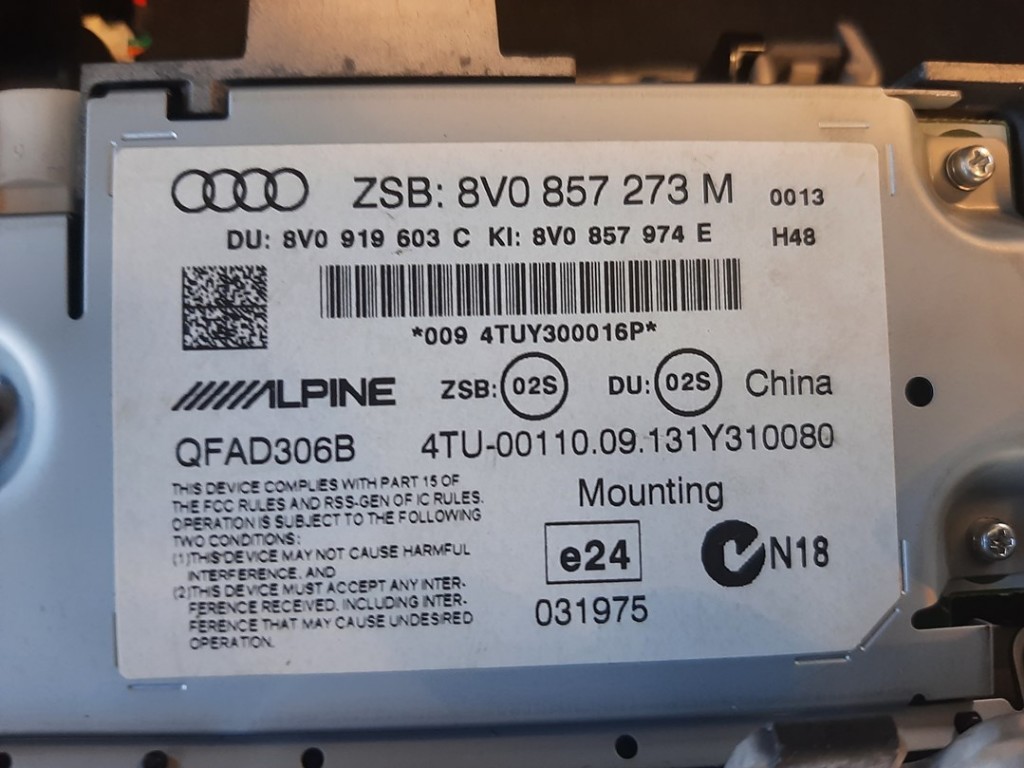 ZSB: 8V0 857 273 M 0013
DU: 8V0 919 603 C KI: 8V0 857 974 E H48
*009 4TUY300016P*
ALPINE ZSB: 02S DU: 02S China
QFAD306B 4TU-00110.09.131Y310080
THIS DEVICE COMPLIES WITH PART 15 OF
THE FCC RULES AND RSS-GEN OF IC RULES.
OPERATION IS SUBJECT TO THE FOLLOWING
TWO CONDITIONS:
(1)THIS DEVICE MAY NOT CAUSE HARMFUL
INTERFERENCE, AND
(2)THIS DEVICE MUST ACCEPT ANY INTER-
FERENCE RECEIVED, INCLUDING INTER-
FERENCE THAT MAY CAUSE UNDESIRED
OPERATION.
Mounting
e24 N18
031975